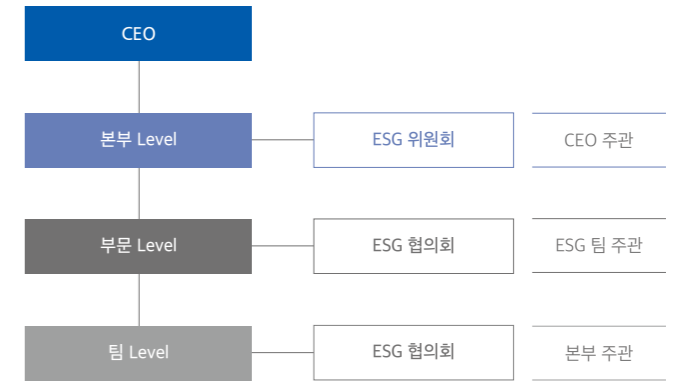 CEO
본부 Level
ESG 위원회
CEO 주관
부문 Level
ESG 협의회
ESG 팀 주관
팀 Level
ESG 협의회
본부 주관